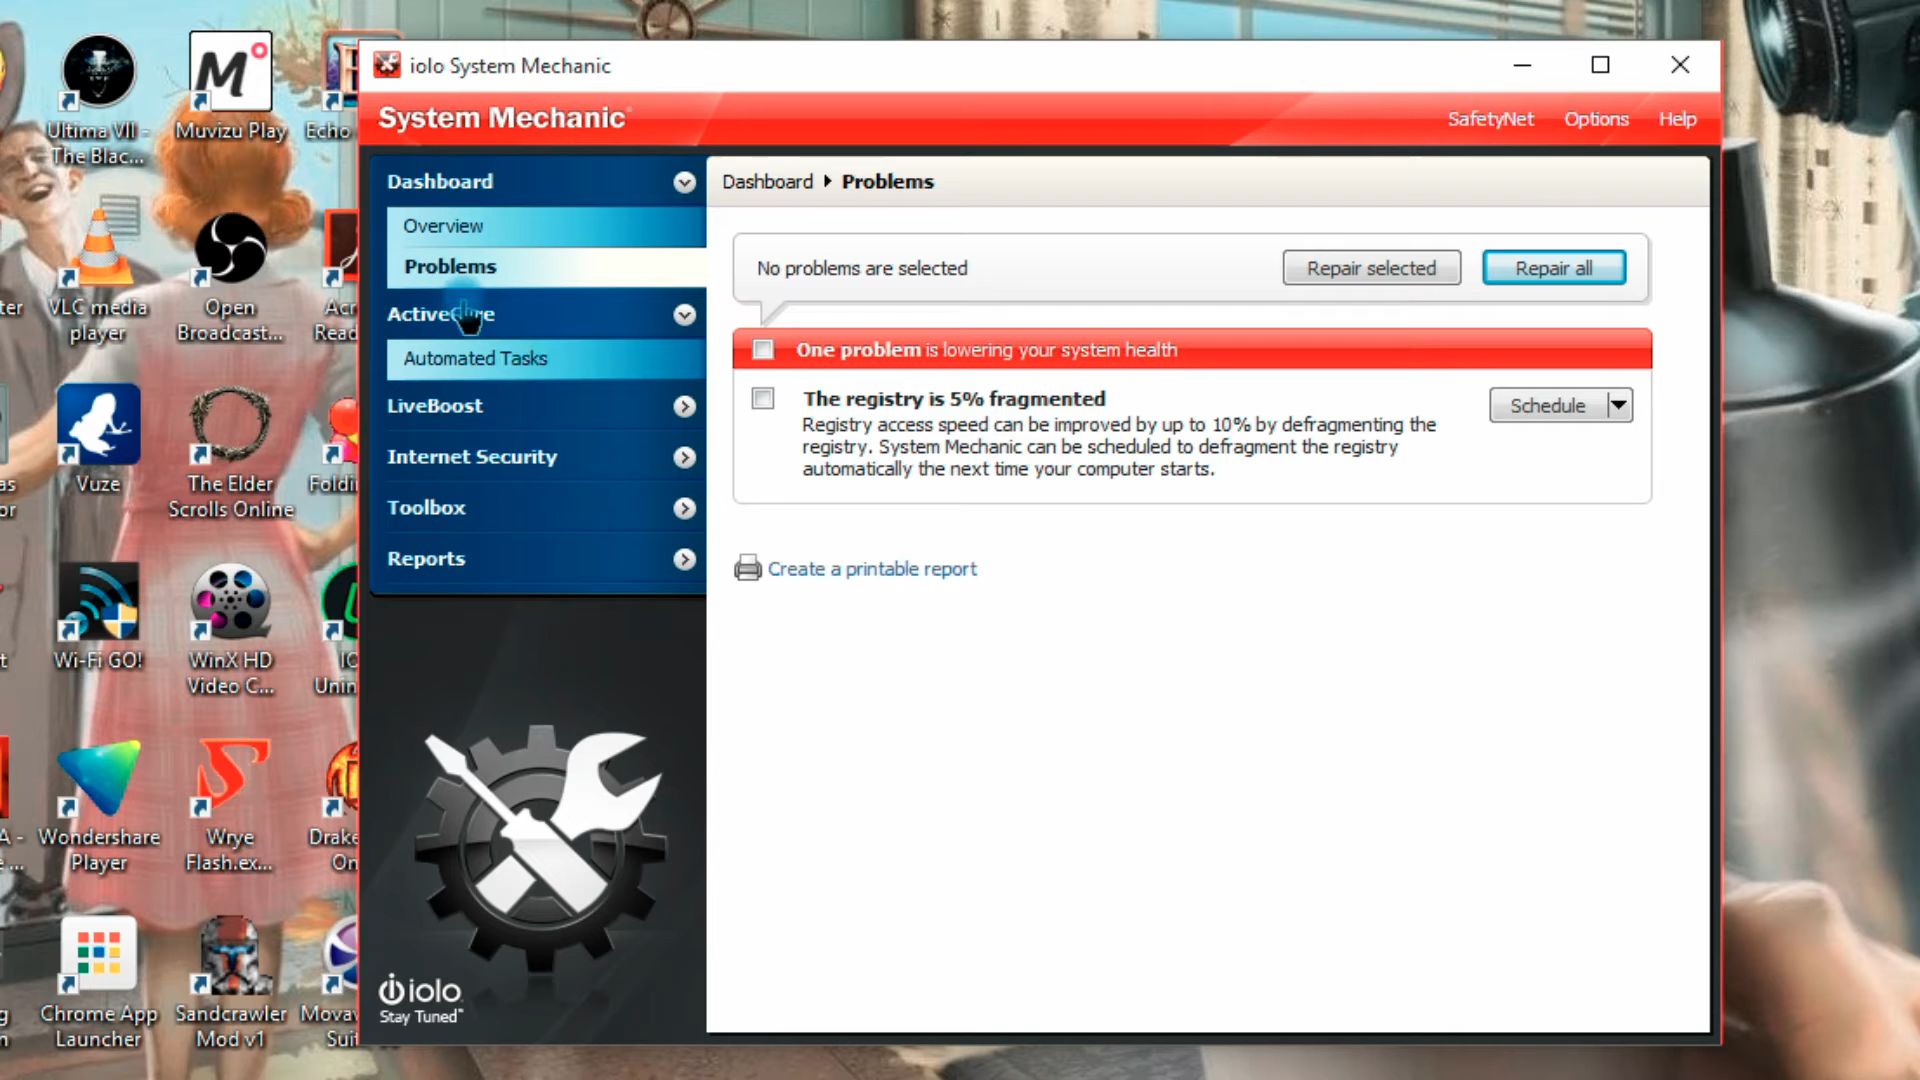 iolo System Mechanic
System Mechanic
SafetyNet
Options
Help
Dashboard
Overview
Problems
Automated Tasks
LiveBoost
Internet Security
Toolbox
Reports
iolo
Stay Tuned™
Dashboard Problems
No problems are selected
Repair selected
Repair all
One problem is lowering your system health
The registry is 5% fragmented
Registry access speed can be improved by up to 10% by defragmenting the
registry. System Mechanic can be scheduled to defragment the registry
automatically the next time your computer starts.
Schedule
Create a printable report
Ultima VII -
The Blac...
Muvizu Play
Echo
VLC media
player
Open
Broadcast...
Vuze
The Elder
Scrolls Online
Wi-Fi GO!
WinX HD
Video C...
Wondershare
Player
Wrye
Flash.ex...
Chrome App
Launcher
Sandcrawler
Mod v1